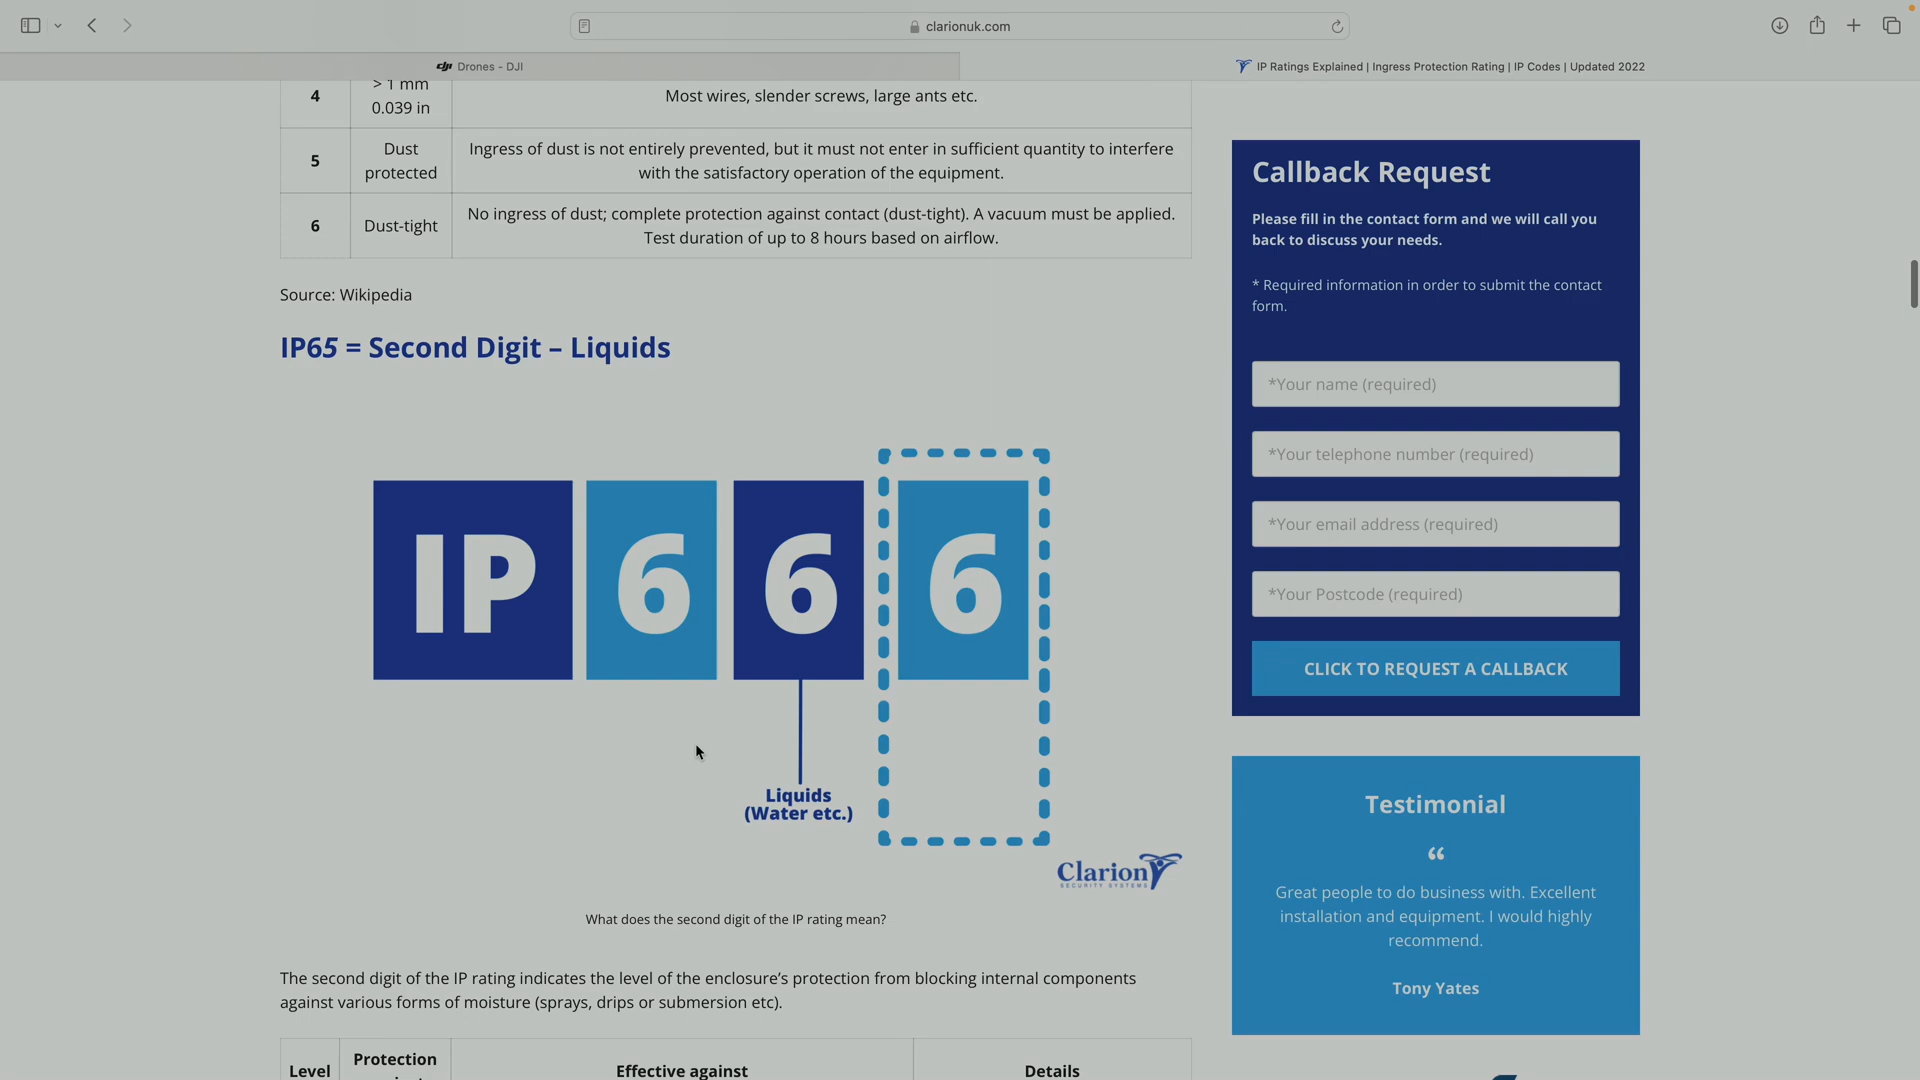 clarionuk.com
dji Drones - DJI
IP Ratings Explained | Ingress Protection Rating | IP Codes | Updated 2022
4
> 1 mm
0.039 in
Most wires, slender screws, large ants etc.
5
Dust
protected
Ingress of dust is not entirely prevented, but it must not enter in sufficient quantity to interfere
with the satisfactory operation of the equipment.
6
Dust-tight
No ingress of dust; complete protection against contact (dust-tight). A vacuum must be applied.
Test duration of up to 8 hours based on airflow.
Source: Wikipedia
IP65 = Second Digit – Liquids
IP 6 6 6
Liquids
(Water etc.)
Clarion
SECURITY SYSTEMS
What does the second digit of the IP rating mean?
The second digit of the IP rating indicates the level of the enclosure’s protection from blocking internal components
against various forms of moisture (sprays, drips or submersion etc).
Level
Protection
Effective against
Details
Callback Request
Please fill in the contact form and we will call you
back to discuss your needs.
* Required information in order to submit the contact
form.
*Your name (required)
*Your telephone number (required)
*Your email address (required)
*Your Postcode (required)
CLICK TO REQUEST A CALLBACK
Testimonial
“
Great people to do business with. Excellent
installation and equipment. I would highly
recommend.
Tony Yates